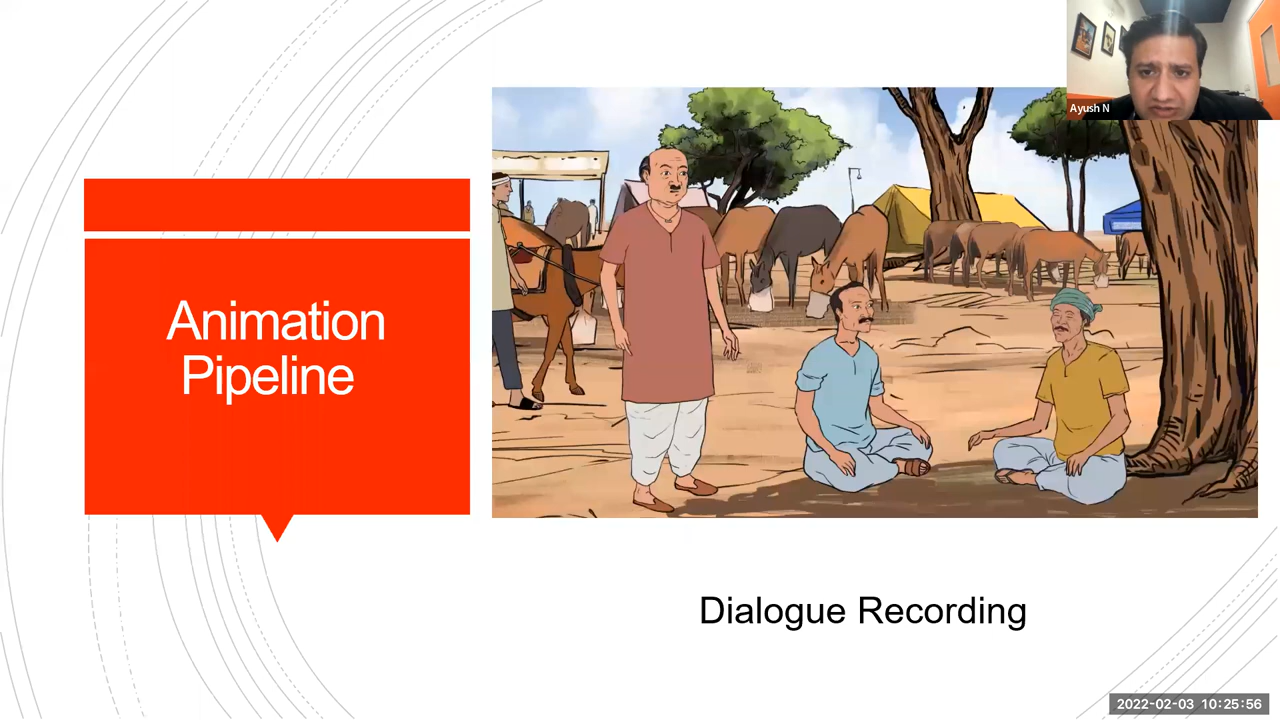 Ayush N
Animation
Pipeline
Dialogue Recording
2022-02-03 10:25:56